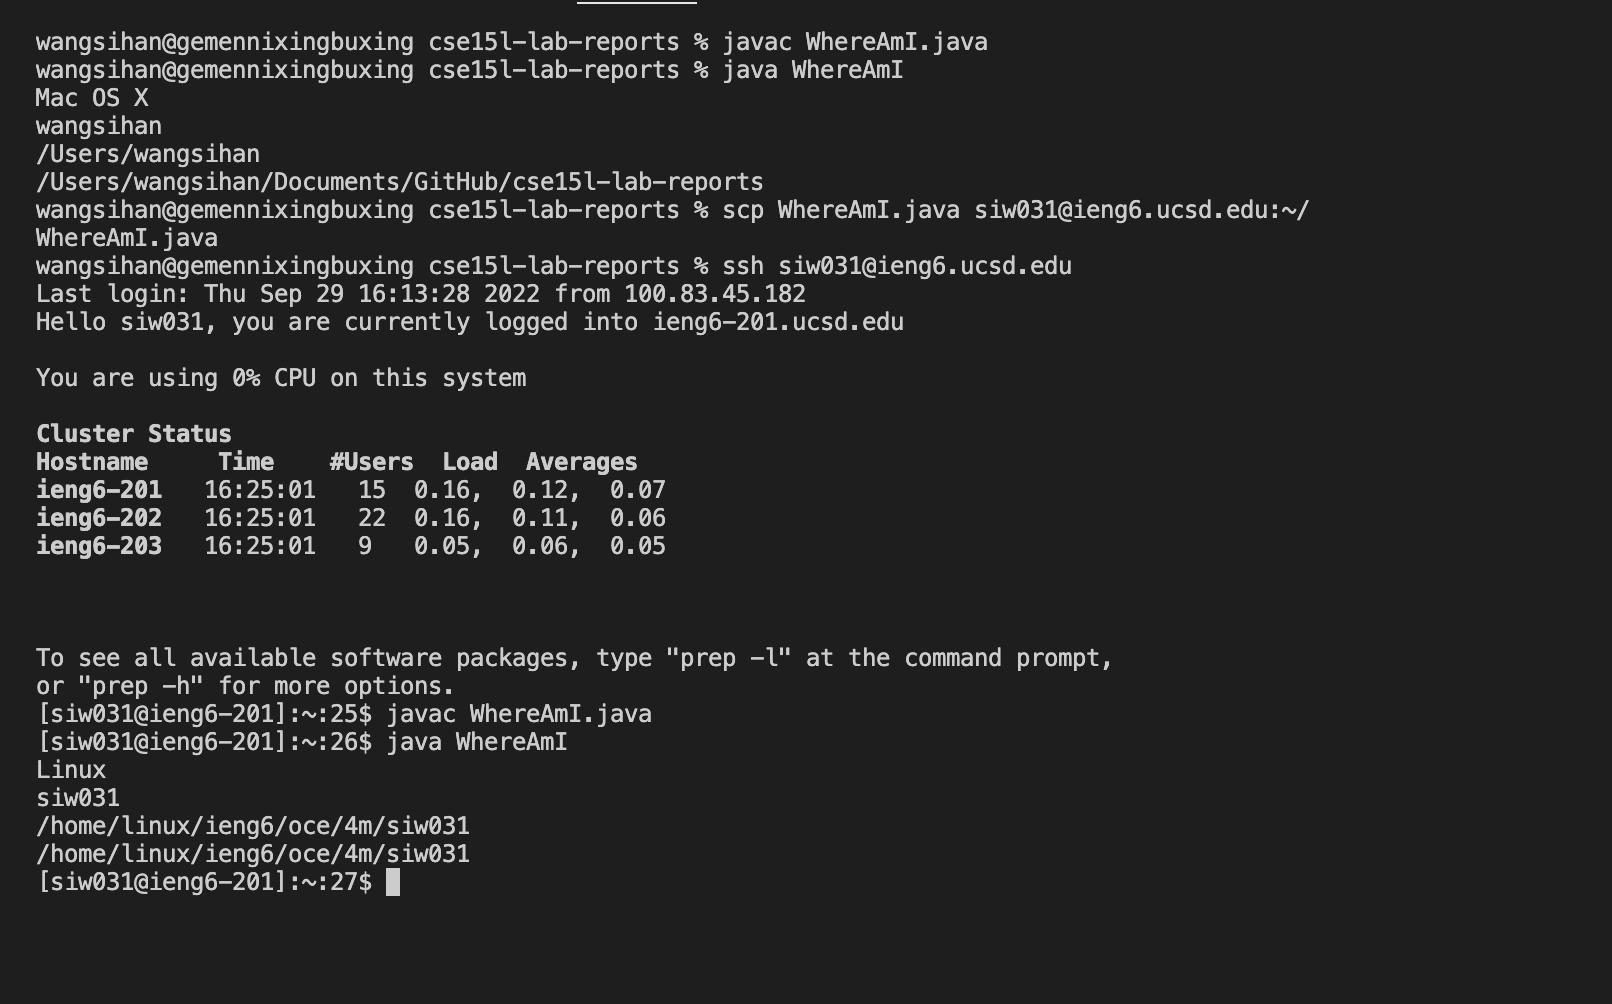 wangsihan@gemennixingbuxing cse15l-lab-reports % javac WhereAmI.java
wangsihan@gemennixingbuxing cse15l-lab-reports % java WhereAmI
Mac OS X
wangsihan
/Users/wangsihan
/Users/wangsihan/Documents/GitHub/cse15l-lab-reports
wangsihan@gemennixingbuxing cse15l-lab-reports % scp WhereAmI.java siw031@ieng6.ucsd.edu:~/
WhereAmI.java
wangsihan@gemennixingbuxing cse15l-lab-reports % ssh siw031@ieng6.ucsd.edu
Last login: Thu Sep 29 16:13:28 2022 from 100.83.45.182
Hello siw031, you are currently logged into ieng6-201.ucsd.edu

You are using 0% CPU on this system

Cluster Status
Hostname     Time    #Users  Load  Averages
ieng6-201   16:25:01   15  0.16,  0.12,  0.07
ieng6-202   16:25:01   22  0.16,  0.11,  0.06
ieng6-203   16:25:01   9   0.05,  0.06,  0.05

To see all available software packages, type "prep -l" at the command prompt,
or "prep -h" for more options.
[siw031@ieng6-201]:~:25$ javac WhereAmI.java
[siw031@ieng6-201]:~:26$ java WhereAmI
Linux
siw031
/home/linux/ieng6/oce/4m/siw031
/home/linux/ieng6/oce/4m/siw031
[siw031@ieng6-201]:~:27$